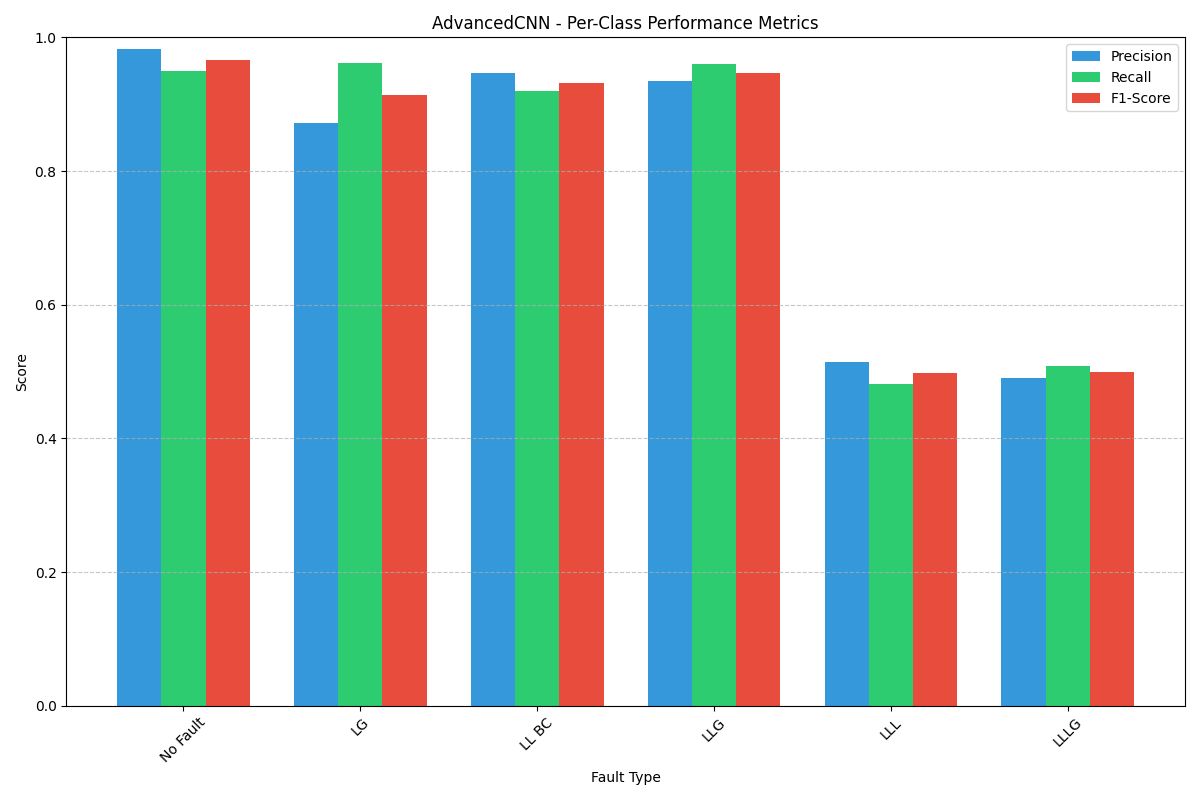 AdvancedCNN - Per-Class Performance Metrics
Precision
Recall
F1-Score
1.0
0.8
0.6
0.4
0.2
0.0
Score
No Fault
LG
LL BC
LLG
LLL
LLLG
Fault Type